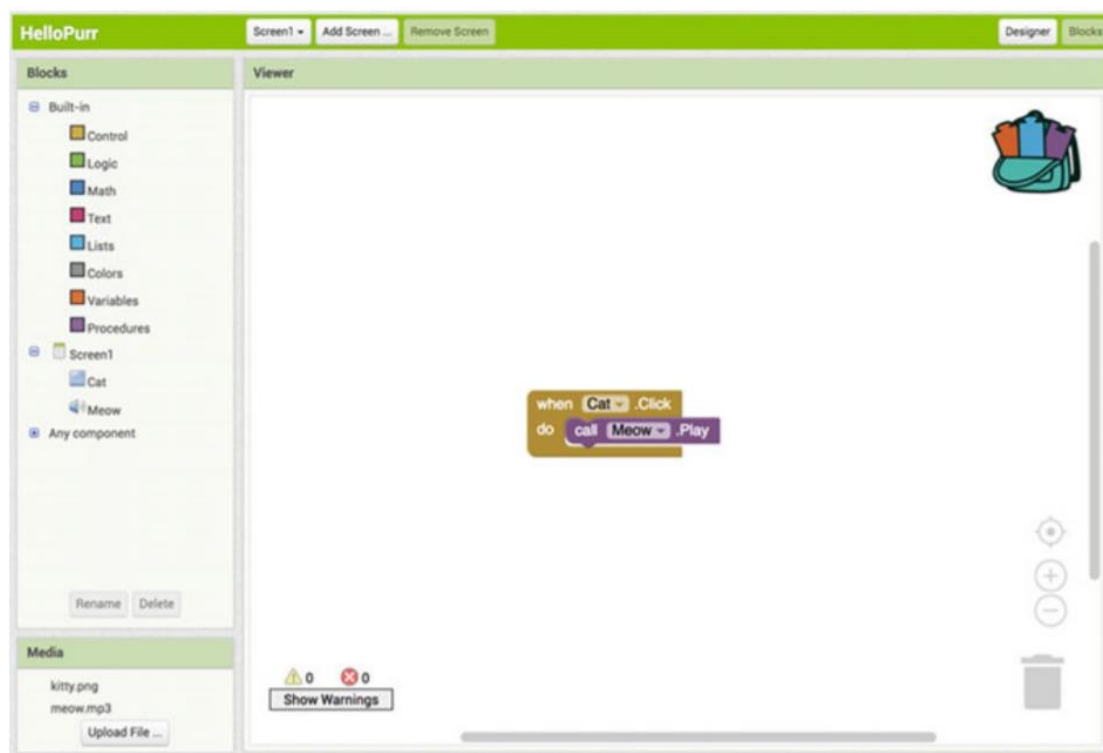 HelloPurr Screen1 Add Screen ... Remove Screen Designer Blocks
Blocks
Built-in
Control
Logic
Math
Text
Lists
Colors
Variables
Procedures
Screen1
Cat
Meow
Any component
Rename Delete
Media
kitty.png
meow.mp3
Upload File ...
Viewer
when Cat .Click
do call Meow .Play
0 0
Show Warnings